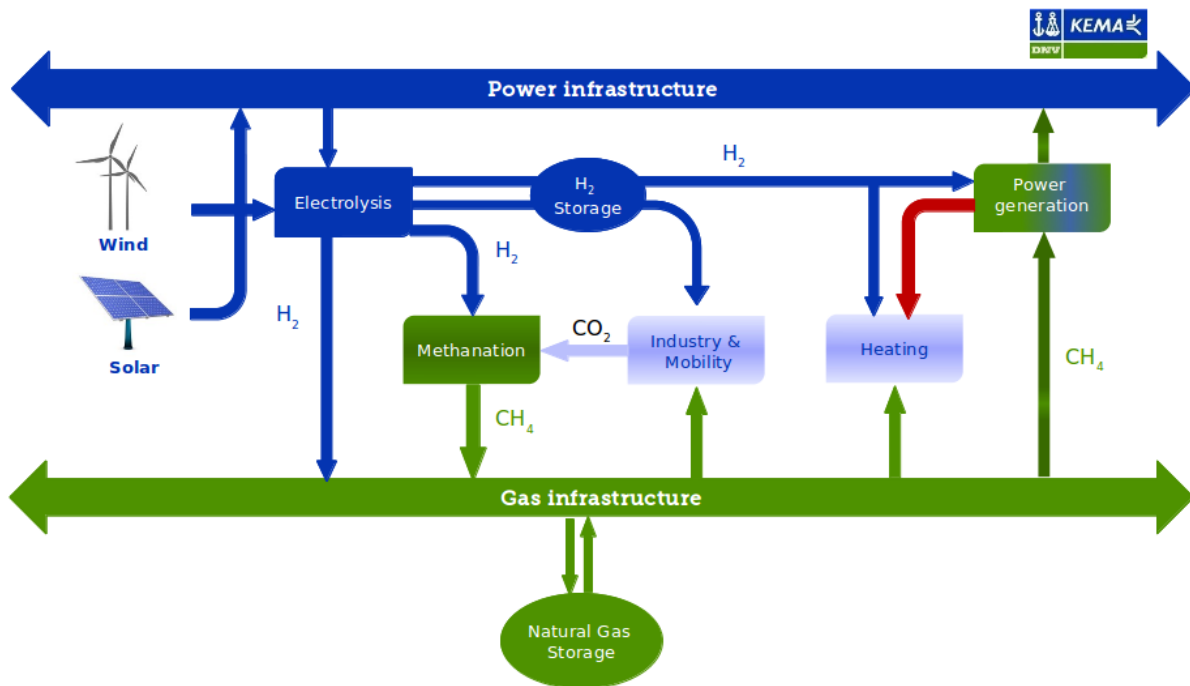 KEMA
DNV
Power infrastructure
H₂
Electrolysis
H₂
Storage
Power
generation
Wind
H₂
H₂
CO₂
Methanation
Industry &
Mobility
Heating
CH₄
Solar
CH₄
Gas infrastructure
Natural Gas
Storage